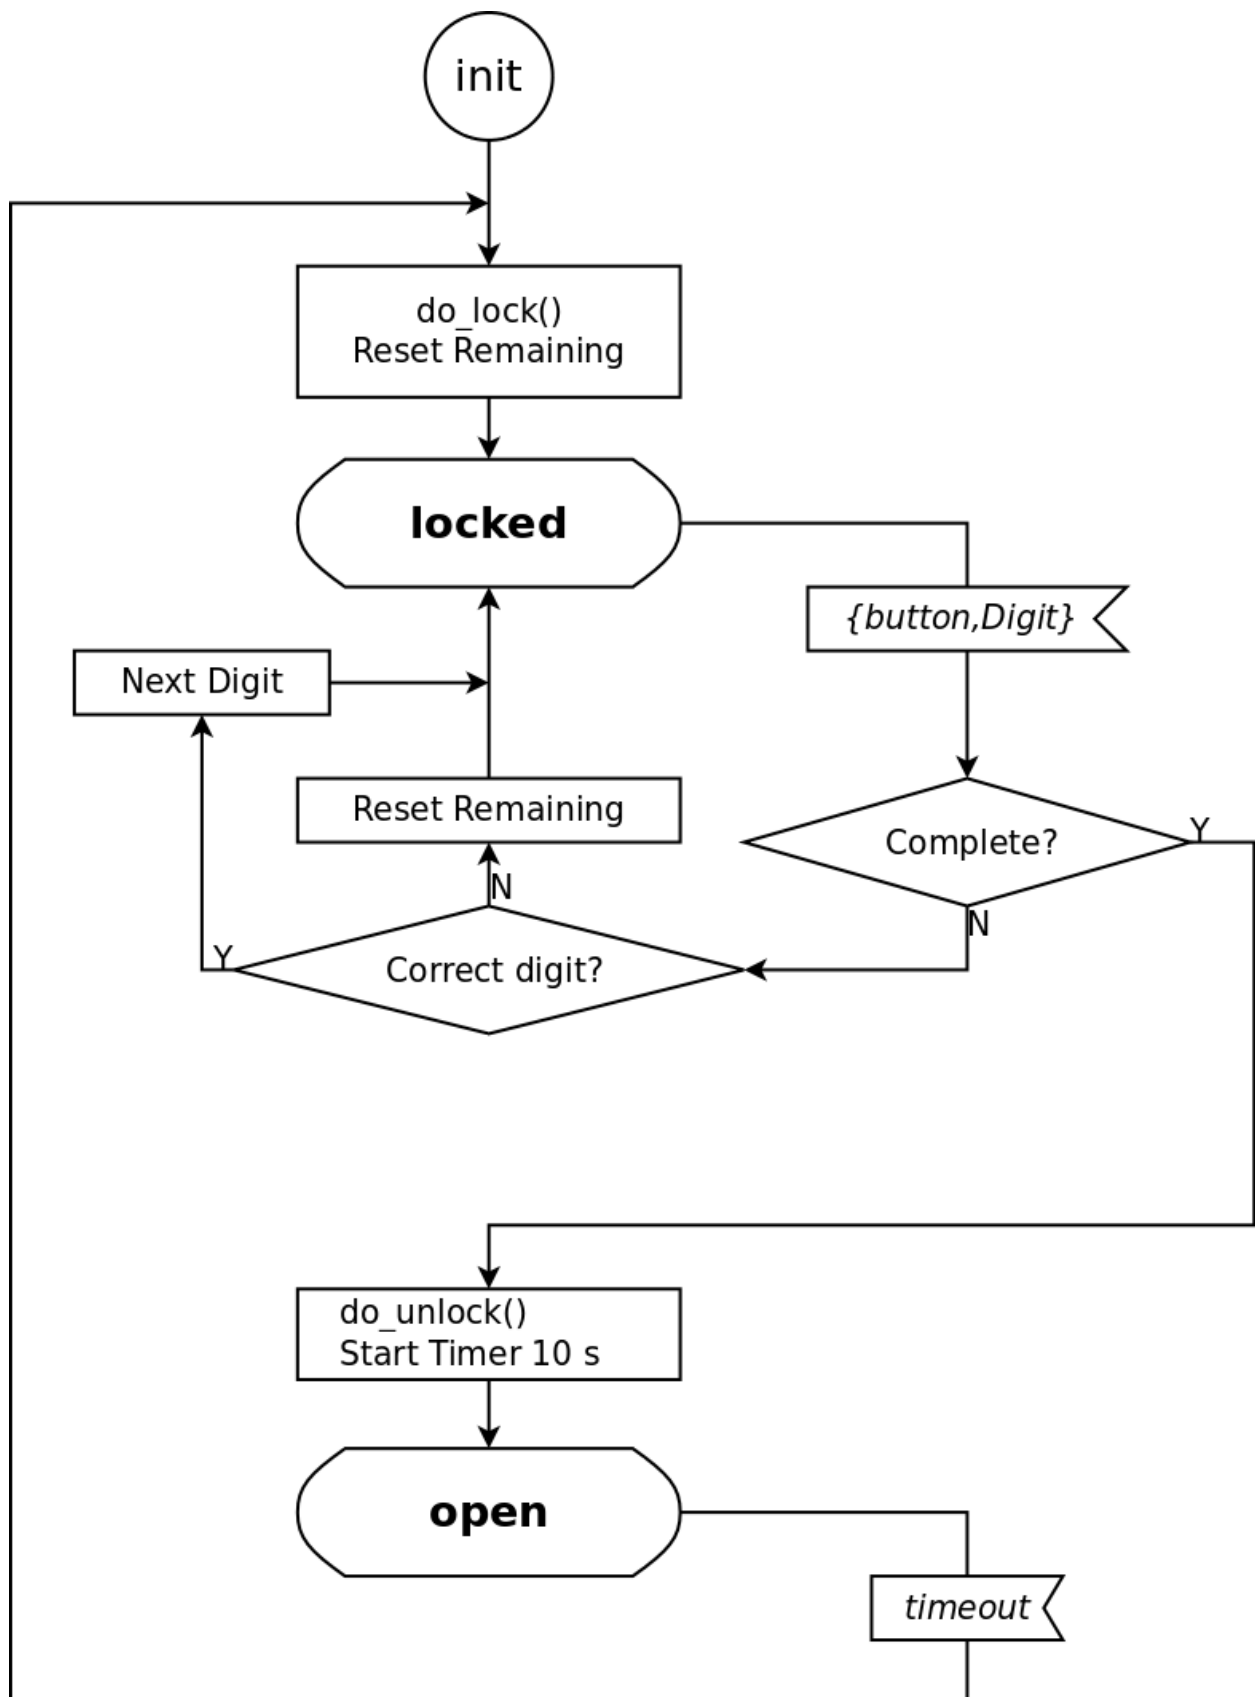 init
do_lock()
Reset Remaining
locked
{button,Digit}
Next Digit
Reset Remaining
Complete?
Y
N
N
Y
Correct digit?
do_unlock()
Start Timer 10 s
open
timeout